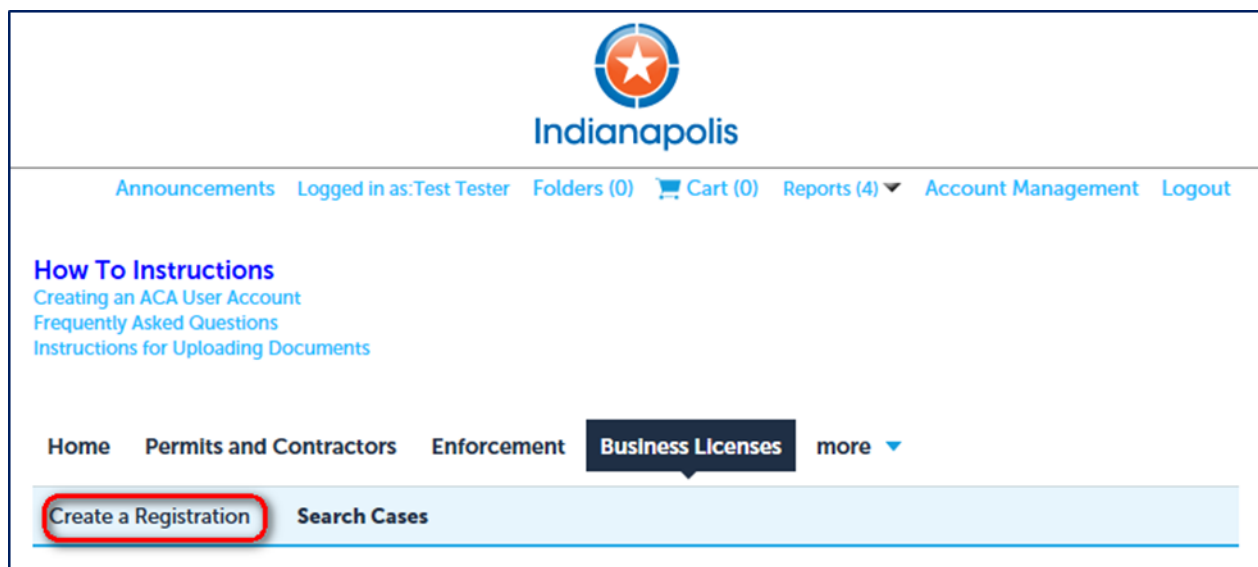 Indianapolis
Announcements Logged in as:Test Tester Folders (0) Cart (0) Reports (4) Account Management Logout
How To Instructions
Creating an ACA User Account
Frequently Asked Questions
Instructions for Uploading Documents
Home Permits and Contractors Enforcement Business Licenses more
Create a Registration Search Cases